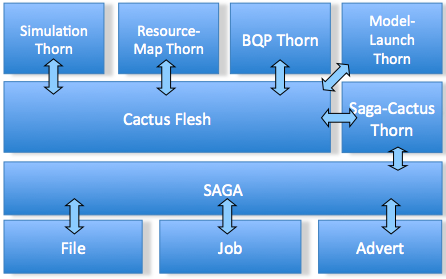 Simulation
Thorn
Resource-
Map Thorn
BQP Thorn
Model-
Launch
Thorn
Cactus Flesh
Saga-Cactus
Thorn
SAGA
File
Job
Advert